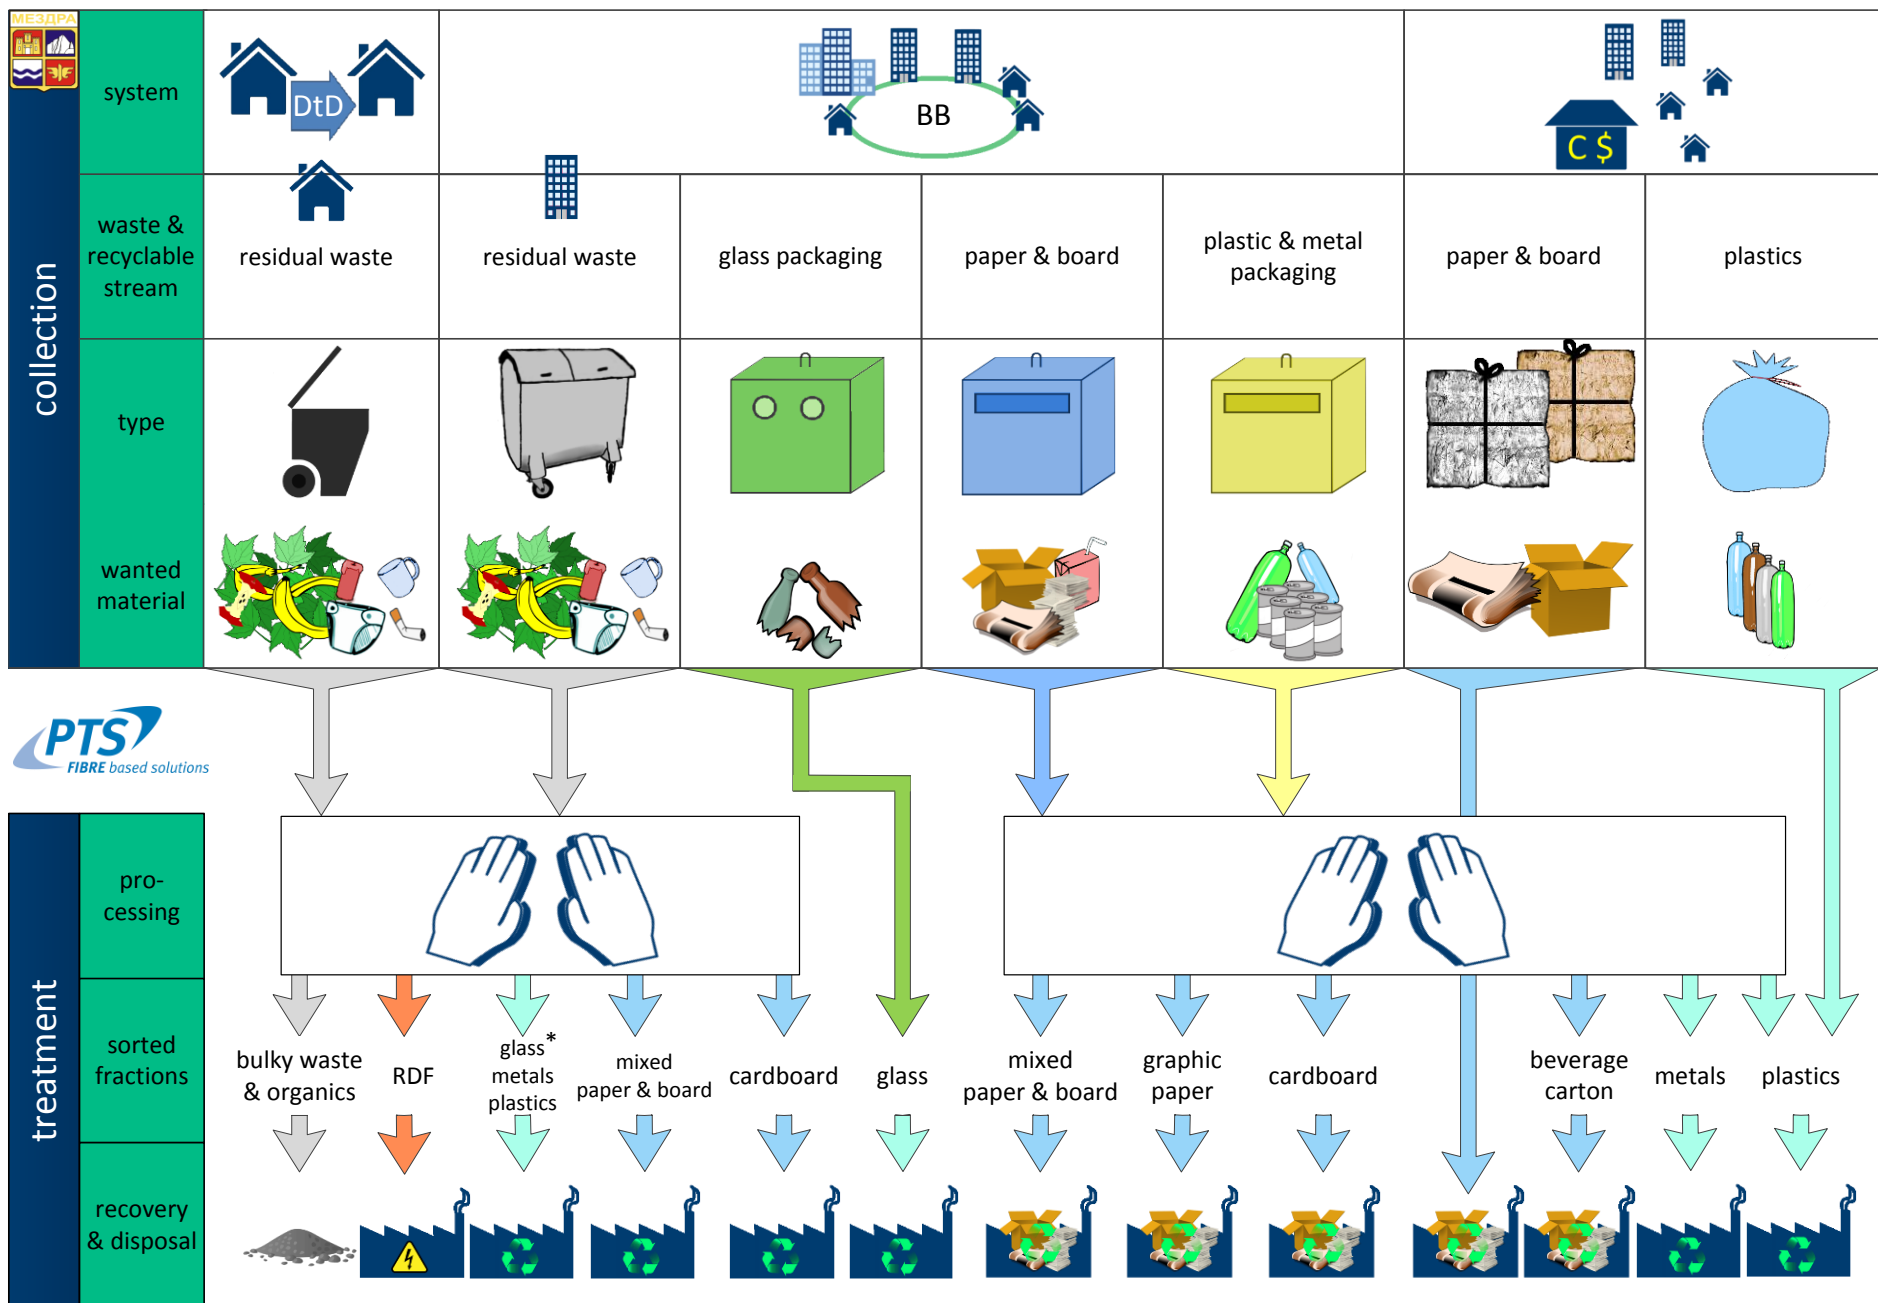 МЕЗДРА
collection
system
DtD
BB
C $
waste &
recyclable
stream
residual waste
residual waste
glass packaging
paper & board
plastic & metal
packaging
paper & board
plastics
type
wanted
material
PTS
FIBRE based solutions
treatment
pro-
cessing
sorted
fractions
bulky waste
& organics
RDF
glass*
metals
plastics
mixed
paper & board
cardboard
glass
mixed
paper & board
graphic
paper
cardboard
beverage
carton
metals
plastics
recovery
& disposal